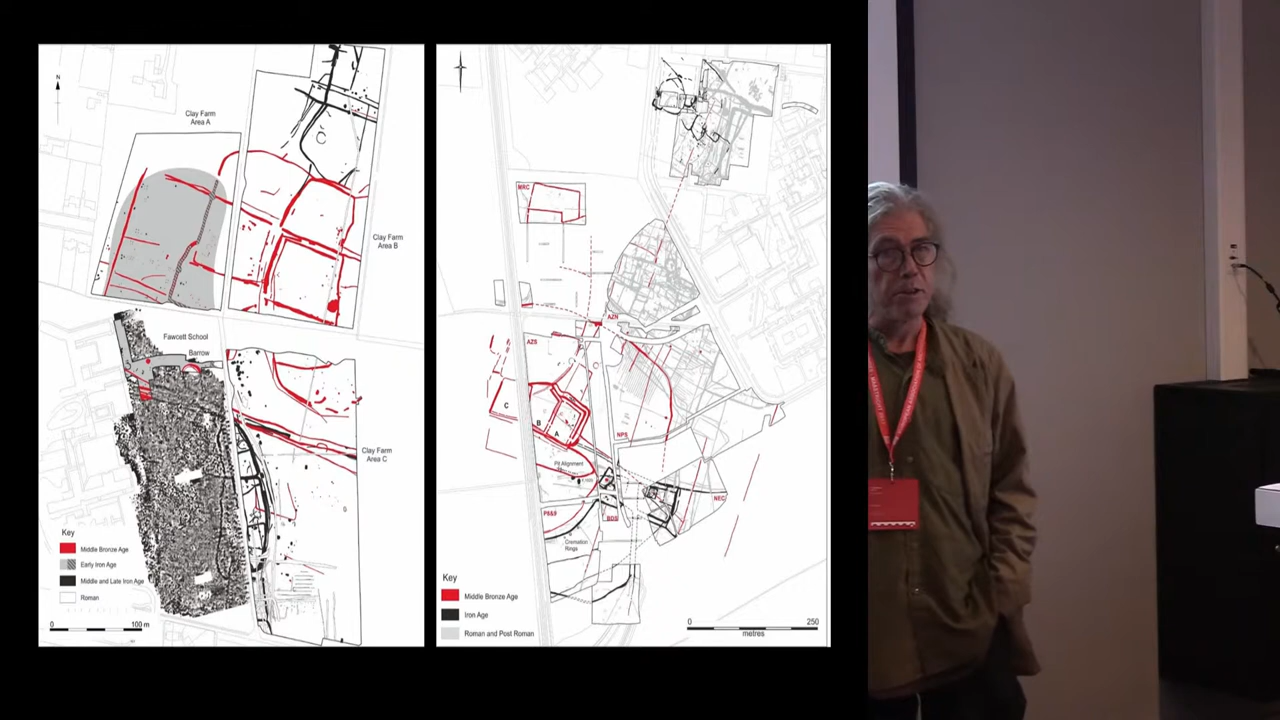 N
Clay Farm
Area A
C
Clay Farm
Area B
Fawcett School
Barrow
Clay Farm
Area C
Key
Middle Bronze Age
Early Iron Age
Middle and Late Iron Age
Roman
0 100 m
MRC
AZN
AZS
C
B
A
NPS
Pit Alignment
NEC
P8&9
BDS
Cremation
Rings
Key
Middle Bronze Age
Iron Age
Roman and Post Roman
0 250
metres